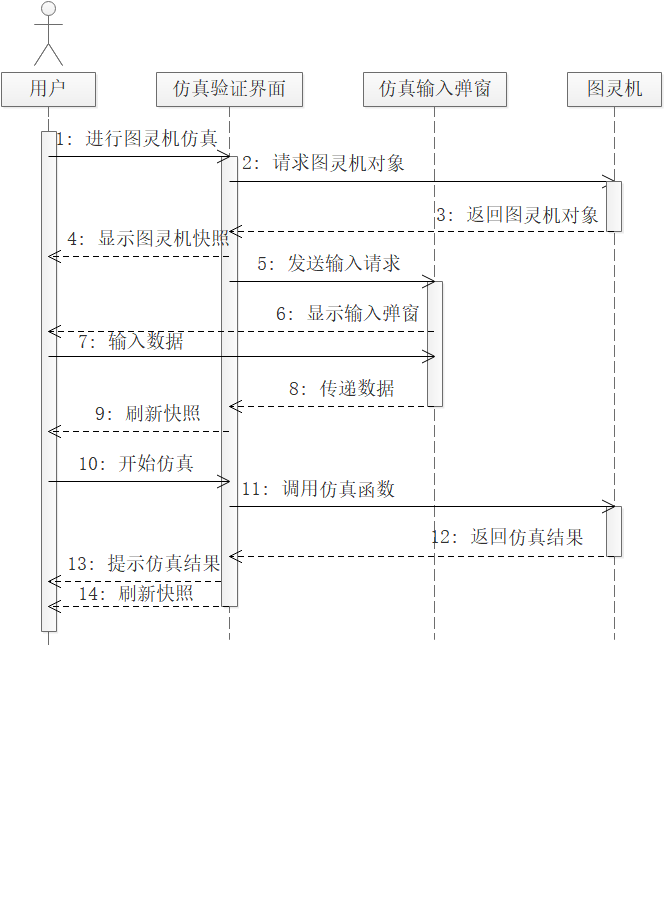 用户
仿真验证界面
仿真输入弹窗
图灵机
1: 进行图灵机仿真
2: 请求图灵机对象
3: 返回图灵机对象
4: 显示图灵机快照
5: 发送输入请求
6: 显示输入弹窗
7: 输入数据
8: 传递数据
9: 刷新快照
10: 开始仿真
11: 调用仿真函数
12: 返回仿真结果
13: 提示仿真结果
14: 刷新快照